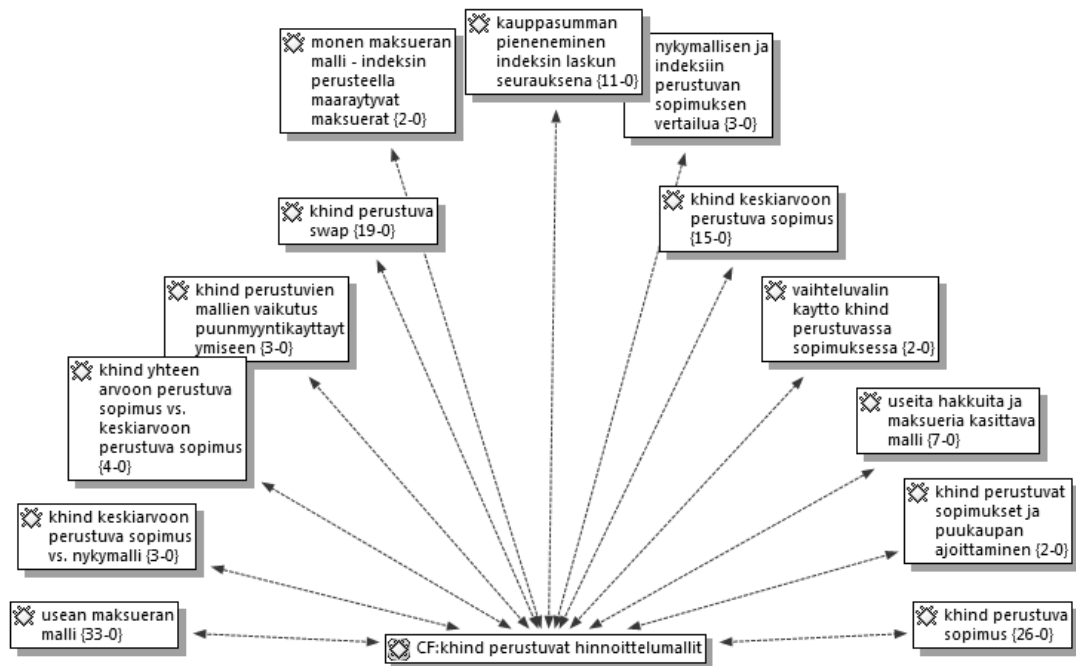 monen maksueran
malli - indeksin
perusteella
maaraytyvat
maksuerat {2-0}
kauppasumman
pieneneminen
indeksin laskun
seurauksena {11-0}
nykymallisen ja
indeksiin
perustuvan
sopimuksen
vertailua {3-0}
khind perustuva
swap {19-0}
khind keskiarvoon
perustuva sopimus
{15-0}
khind perustuvien
mallien vaikutus
puunmyyntikayttayt
ymiseen {3-0}
vaihteluvalin
kaytto khind
perustuvassa
sopimuksessa {2-0}
khind yhteen
arvoon perustuva
sopimus vs.
keskiarvoon
perustuva sopimus
{4-0}
useita hakkuita ja
maksueria kasittava
malli {7-0}
khind keskiarvoon
perustuva sopimus
vs. nykymalli {3-0}
khind perustuvat
sopimukset ja
puukaupan
ajoittaminen {2-0}
usean maksueran
malli {33-0}
CF:khind perustuvat hinnoittelumallit
khind perustuva
sopimus {26-0}